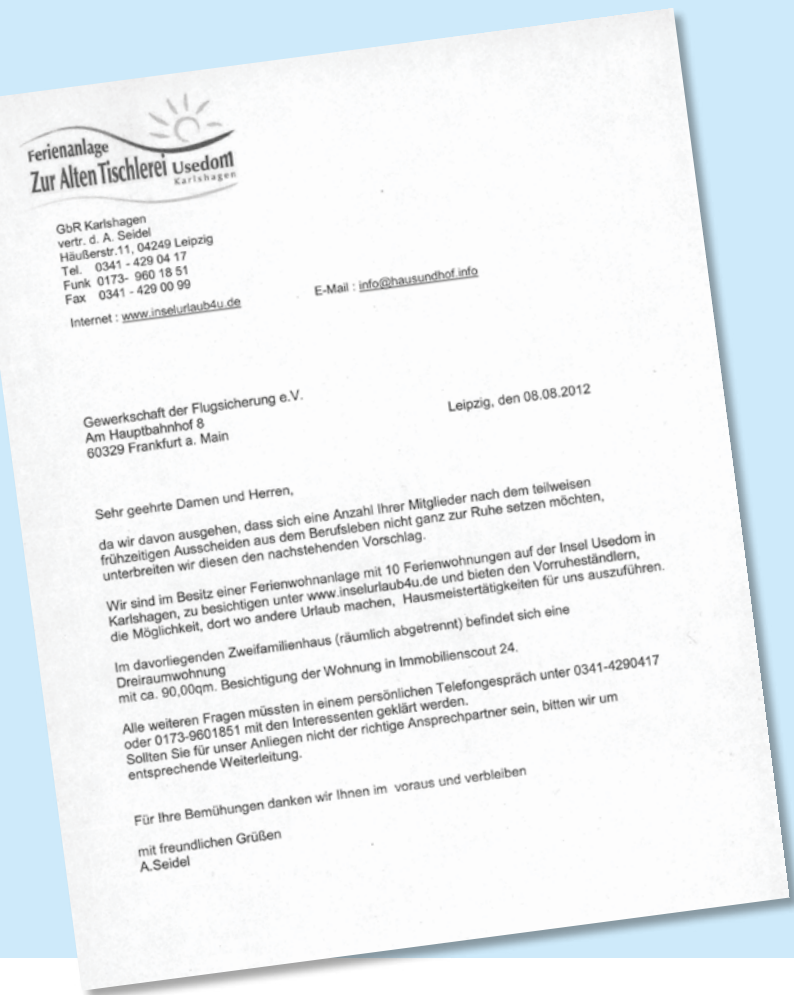 Ferienanlage
Zur Alten Tischlerei Usedom
Karlshagen
GbR Karlshagen
vertr. d. A. Seidel
Häußerstr.11, 04249 Leipzig
Tel. 0341 - 429 04 17
Funk 0173- 960 18 51
Fax 0341 - 429 00 99
E-Mail : info@hausundhof.info
Internet : www.inselurlaub4u.de
Gewerkschaft der Flugsicherung e.V.
Am Hauptbahnhof 8
60329 Frankfurt a. Main
Leipzig, den 08.08.2012
Sehr geehrte Damen und Herren,
da wir davon ausgehen, dass sich eine Anzahl Ihrer Mitglieder nach dem teilweisen
frühzeitigen Ausscheiden aus dem Berufsleben nicht ganz zur Ruhe setzen möchten,
unterbreiten wir diesen den nachstehenden Vorschlag.
Wir sind im Besitz einer Ferienwohnanlage mit 10 Ferienwohnungen auf der Insel Usedom in
Karlshagen, zu besichtigen unter www.inselurlaub4u.de und bieten den Vorruheständlern,
die Möglichkeit, dort wo andere Urlaub machen, Hausmeistertätigkeiten für uns auszuführen.
Im davorliegenden Zweifamilienhaus (räumlich abgetrennt) befindet sich eine
Dreiraumwohnung
mit ca. 90,00qm. Besichtigung der Wohnung in Immobilienscout 24.
Alle weiteren Fragen müssten in einem persönlichen Telefongespräch unter 0341-4290417
oder 0173-9601851 mit den Interessenten geklärt werden.
Sollten Sie für unser Anliegen nicht der richtige Ansprechpartner sein, bitten wir um
entsprechende Weiterleitung.
Für Ihre Bemühungen danken wir Ihnen im voraus und verbleiben
mit freundlichen Grüßen
A.Seidel